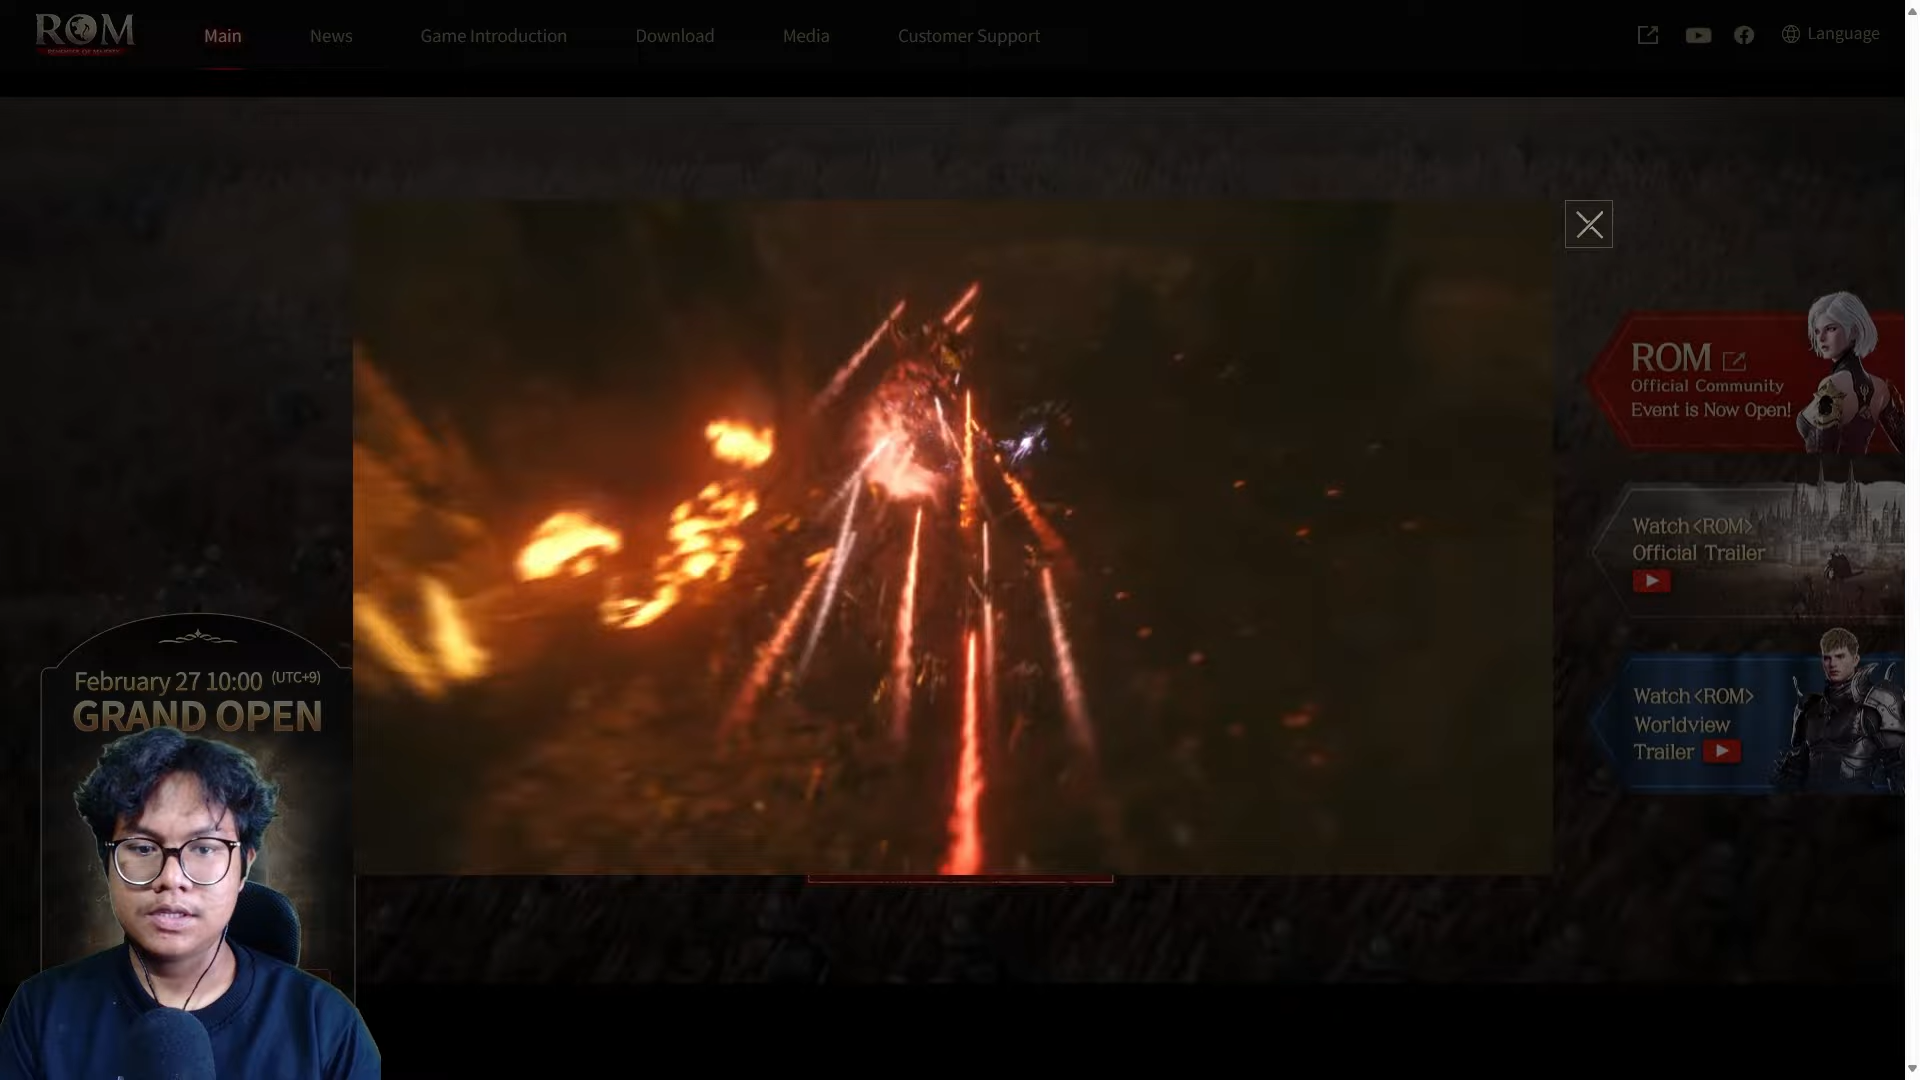 ROM
Main
News
Game Introduction
Download
Media
Customer Support
Language
ROM
Official Community
Event is Now Open!
Watch <ROM>
Official Trailer
February 27 10:00 (UTC+9)
GRAND OPEN
Watch <ROM>
Worldview
Trailer